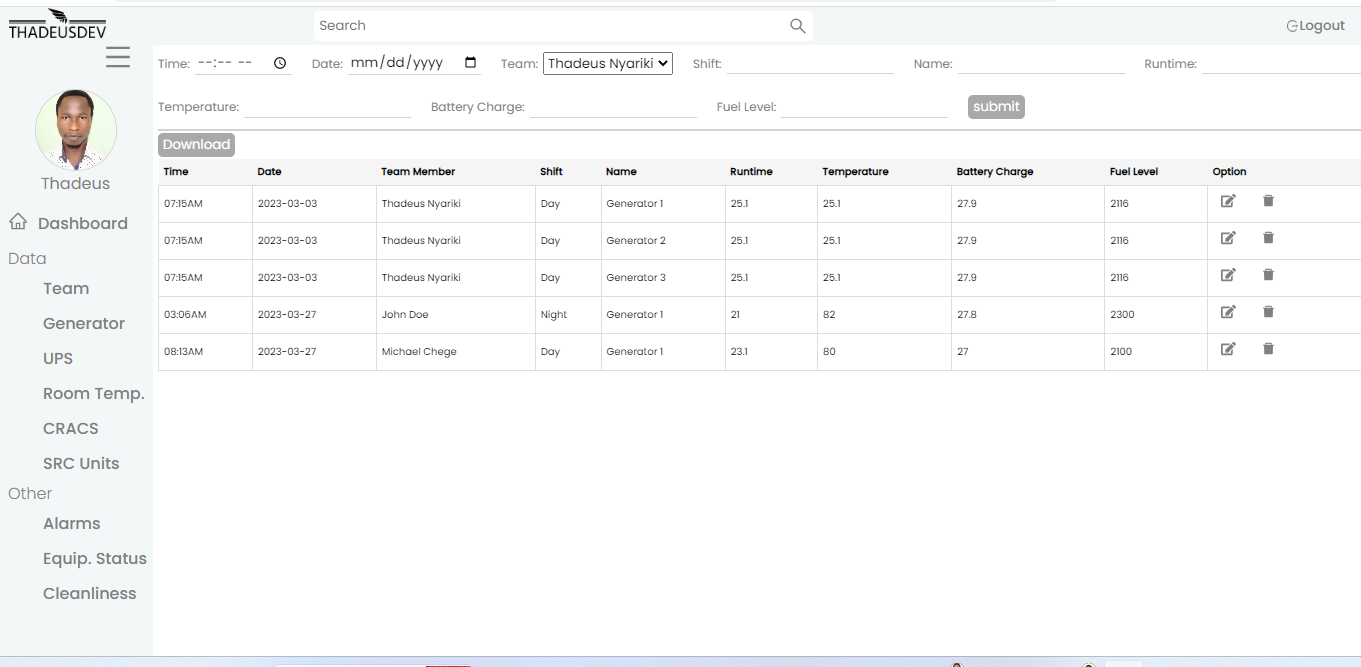 THADEUSDEV
Search
Logout
Time: --:-- -- Date: mm/dd/yyyy Team: Thadeus Nyariki Shift: Name: Runtime:
Temperature: Battery Charge: Fuel Level: submit
Download
Thadeus
Dashboard
Data
Team
Generator
UPS
Room Temp.
CRACS
SRC Units
Other
Alarms
Equip. Status
Cleanliness
Time Date Team Member Shift Name Runtime Temperature Battery Charge Fuel Level Option
07:15AM 2023-03-03 Thadeus Nyariki Day Generator 1 25.1 25.1 27.9 2116
07:15AM 2023-03-03 Thadeus Nyariki Day Generator 2 25.1 25.1 27.9 2116
07:15AM 2023-03-03 Thadeus Nyariki Day Generator 3 25.1 25.1 27.9 2116
03:06AM 2023-03-27 John Doe Night Generator 1 21 82 27.8 2300
08:13AM 2023-03-27 Michael Chege Day Generator 1 23.1 80 27 2100